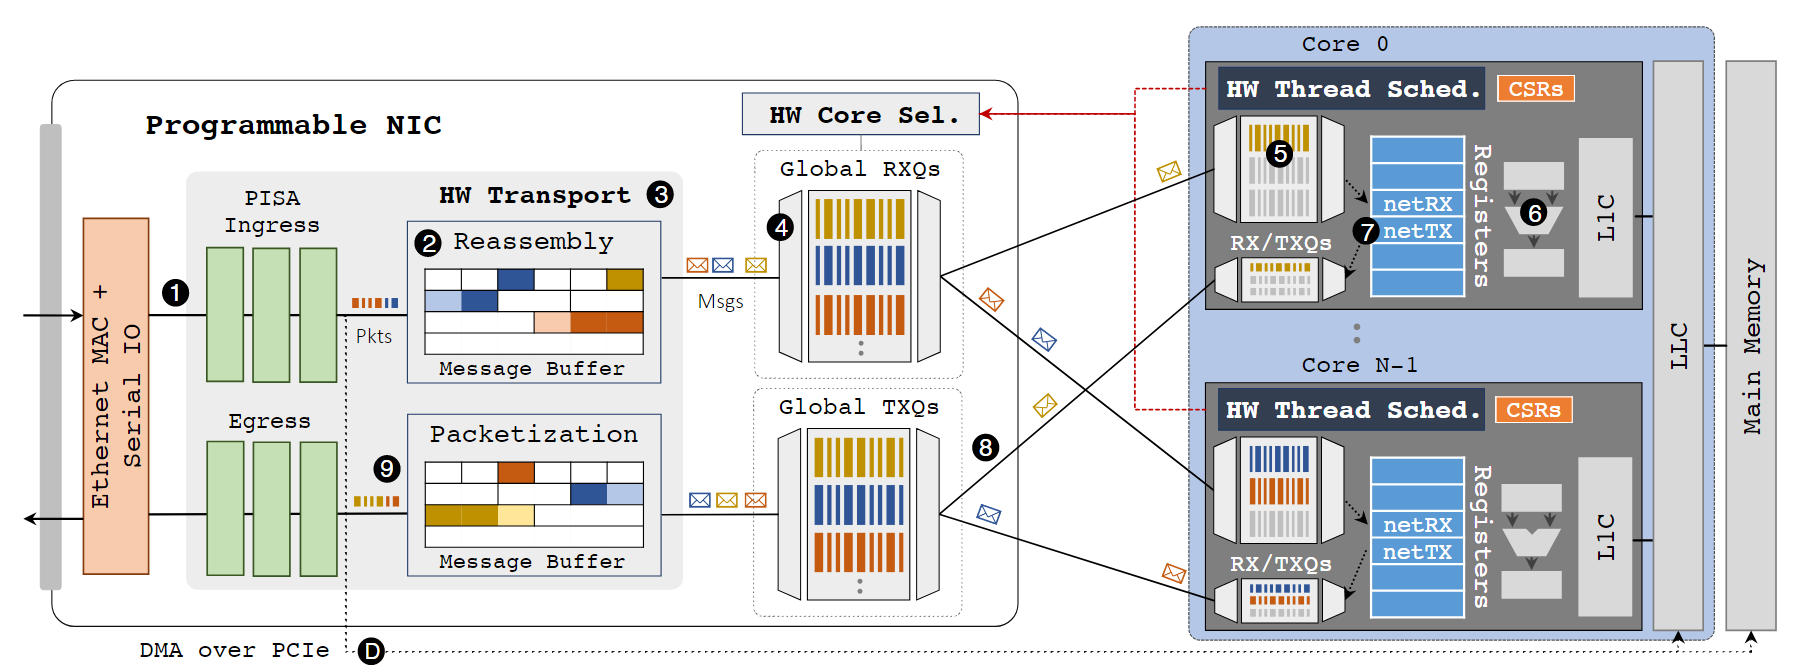 Programmable NIC
Ethernet MAC +
Serial IO
1
PISA
Ingress
Pkts
HW Transport 3
2 Reassembly
Message Buffer
Msgs
HW Core Sel.
Global RXQs
4
Egress
9
Packetization
Message Buffer
Global TXQs
8
DMA over PCIe D
Core 0
HW Thread Sched.
CSRs
5
RX/TXQs
netRX
7 netTX
Registers
6
L1C
Core N-1
HW Thread Sched.
CSRs
RX/TXQs
netRX
netTX
Registers
L1C
LLC
Main Memory